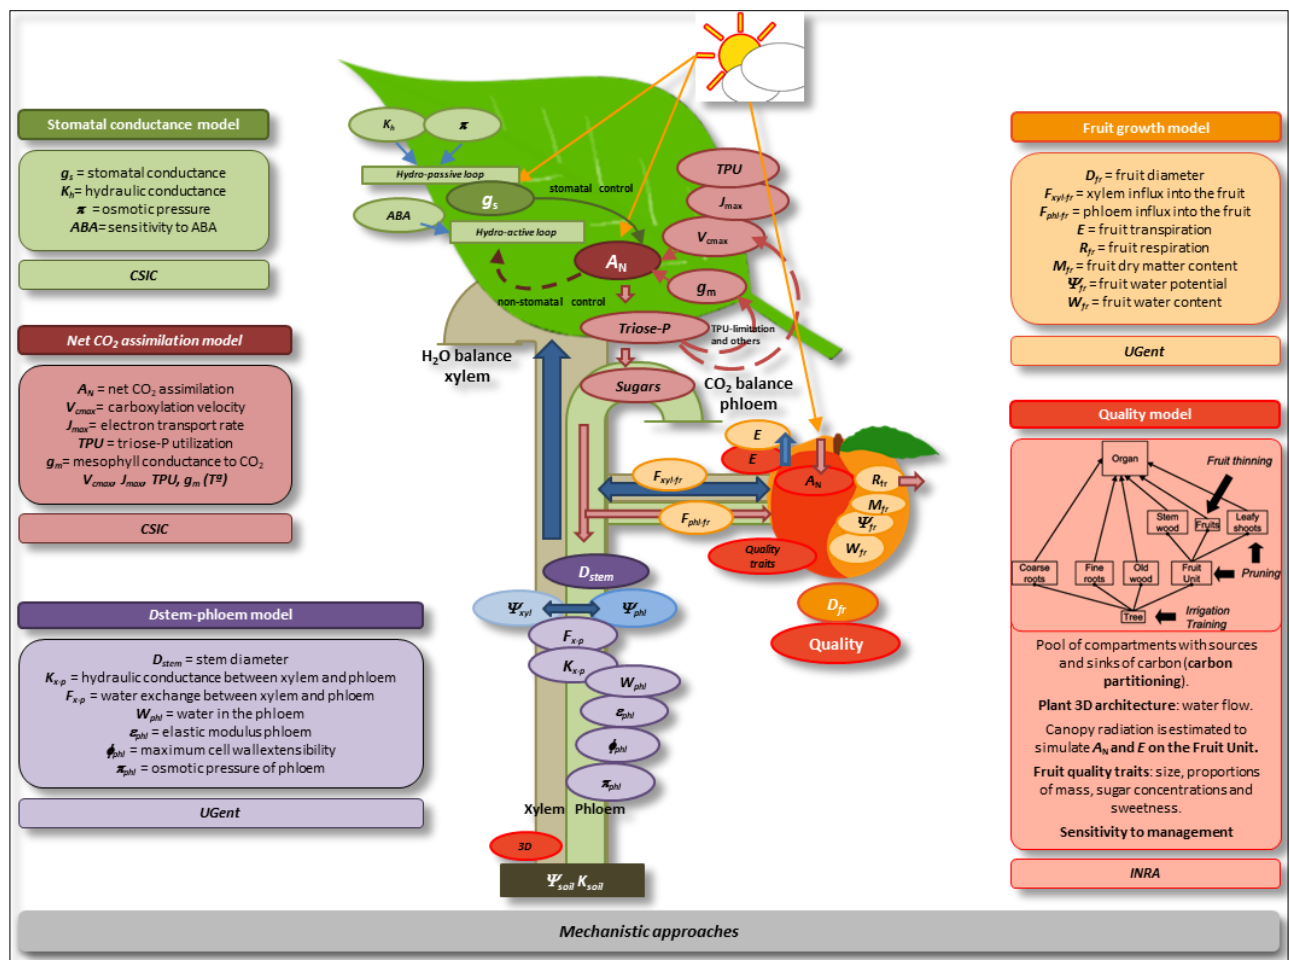 Stomatal conductance model
gs = stomatal conductance
Kh= hydraulic conductance
π = osmotic pressure
ABA= sensitivity to ABA
CSIC
Net CO2 assimilation model
AN = net CO2 assimilation
Vcmax= carboxylation velocity
Jmax= electron transport rate
TPU = triose-P utilization
gm= mesophyll conductance to CO2
Vcmax, Jmax, TPU, gm (Tª)
CSIC
Dstem-phloem model
Dstem = stem diameter
Kx-p = hydraulic conductance between xylem and phloem
Fx-p = water exchange between xylem and phloem
Wphl = water in the phloem
εphl = elastic modulus phloem
ϕphl = maximum cell wallextensibility
πphl = osmotic pressure of phloem
UGent
Kh
π
Hydro-passive loop
gs
stomatal control
ABA
Hydro-active loop
TPU
Jmax
Vcmax
AN
gm
non-stomatal control
Triose-P
TPU-limitation
and others
H2O balance
xylem
Sugars
CO2 balance
phloem
E
E
Fxyl-fr
AN
Rfr
Mfr
Fphl-fr
Ψfr
Wfr
Quality
traits
Dstem
Dfr
Ψxyl
Ψphl
Fx-p
Quality
Kx-p
Wphl
εphl
ϕphl
πphl
Xylem Phloem
3D
Ψsoil Ksoil
Fruit growth model
Dfr = fruit diameter
Fxyl-fr = xylem influx into the fruit
Fphl-fr = phloem influx into the fruit
E = fruit transpiration
Rfr = fruit respiration
Mfr = fruit dry matter content
Ψfr = fruit water potential
Wfr = fruit water content
UGent
Quality model
Organ
Fruit thinning
Stem
wood
Fruits
Leafy
shoots
Coarse
roots
Fine
roots
Old
wood
Fruit
Unit
Pruning
Tree
Irrigation
Training
Pool of compartments with sources
and sinks of carbon (carbon
partitioning).
Plant 3D architecture: water flow.
Canopy radiation is estimated to
simulate AN and E on the Fruit Unit.
Fruit quality traits: size, proportions
of mass, sugar concentrations and
sweetness.
Sensitivity to management
INRA
Mechanistic approaches